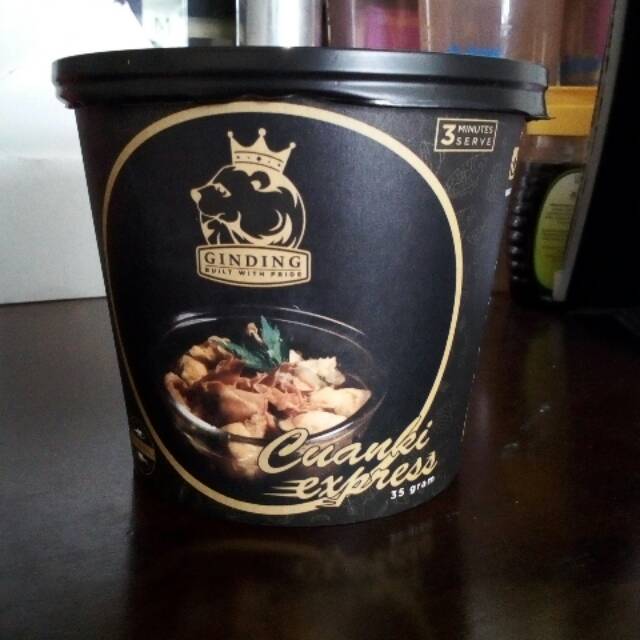 3 MINUTES
SERVE
GINDING
BUILT WITH PRIDE
Cuanki
express
35 gram